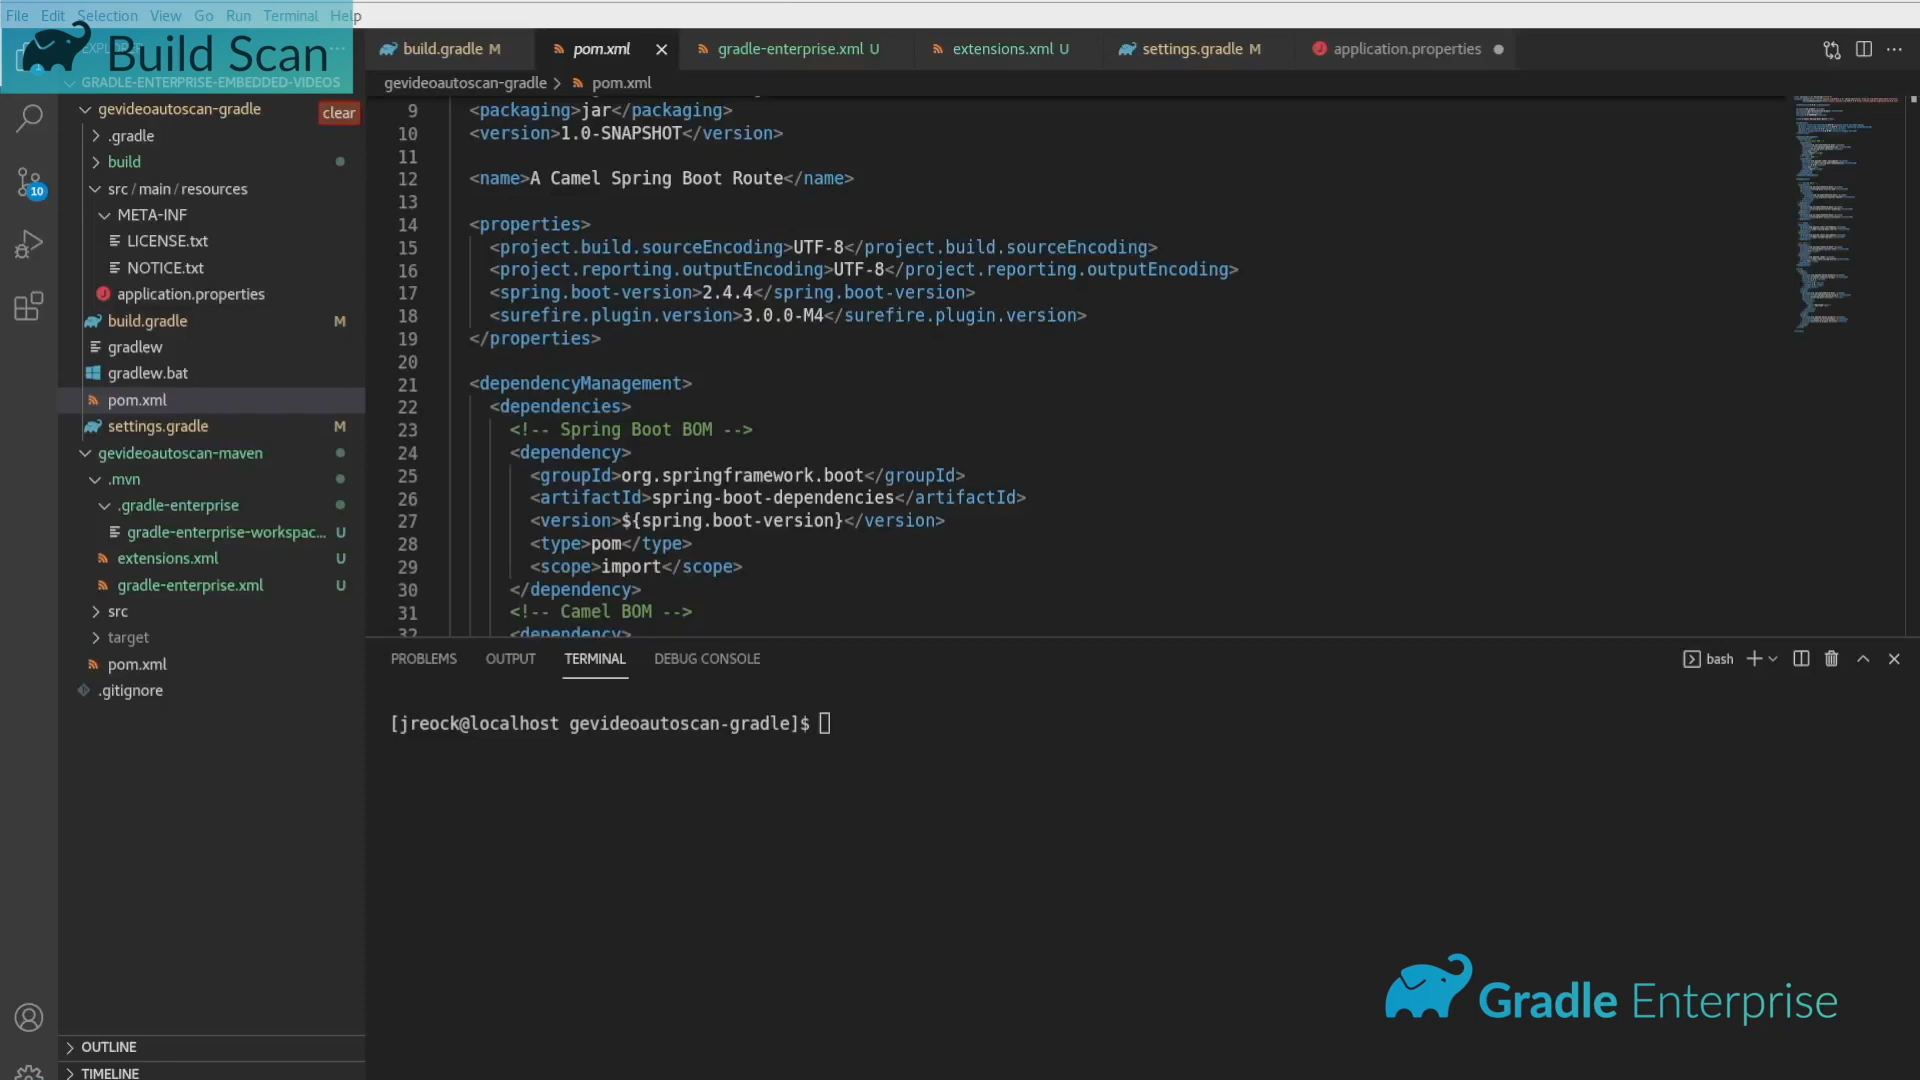 File Edit Selection View Go Run Terminal Help
Build Scan
GRADLE-ENTERPRISE-EMBEDDED-VIDEOS
gevideoautoscan-gradle
clear
.gradle
build
src/main/resources
META-INF
LICENSE.txt
NOTICE.txt
application.properties
build.gradle M
gradlew
gradlew.bat
pom.xml
settings.gradle M
gevideoautoscan-maven
.mvn
.gradle-enterprise
gradle-enterprise-workspac... U
extensions.xml U
gradle-enterprise.xml U
src
target
pom.xml
.gitignore
10
OUTLINE
TIMELINE
build.gradle M pom.xml gradle-enterprise.xml U extensions.xml U settings.gradle M application.properties
gevideoautoscan-gradle > pom.xml
9 <packaging>jar</packaging>
10 <version>1.0-SNAPSHOT</version>
11
12 <name>A Camel Spring Boot Route</name>
13
14 <properties>
15 <project.build.sourceEncoding>UTF-8</project.build.sourceEncoding>
16 <project.reporting.outputEncoding>UTF-8</project.reporting.outputEncoding>
17 <spring.boot-version>2.4.4</spring.boot-version>
18 <surefire.plugin.version>3.0.0-M4</surefire.plugin.version>
19 </properties>
20
21 <dependencyManagement>
22 <dependencies>
23 <!-- Spring Boot BOM -->
24 <dependency>
25 <groupId>org.springframework.boot</groupId>
26 <artifactId>spring-boot-dependencies</artifactId>
27 <version>${spring.boot-version}</version>
28 <type>pom</type>
29 <scope>import</scope>
30 </dependency>
31 <!-- Camel BOM -->
32 <dependency>
PROBLEMS OUTPUT TERMINAL DEBUG CONSOLE
bash
[jreock@localhost gevideoautoscan-gradle]$
Gradle Enterprise